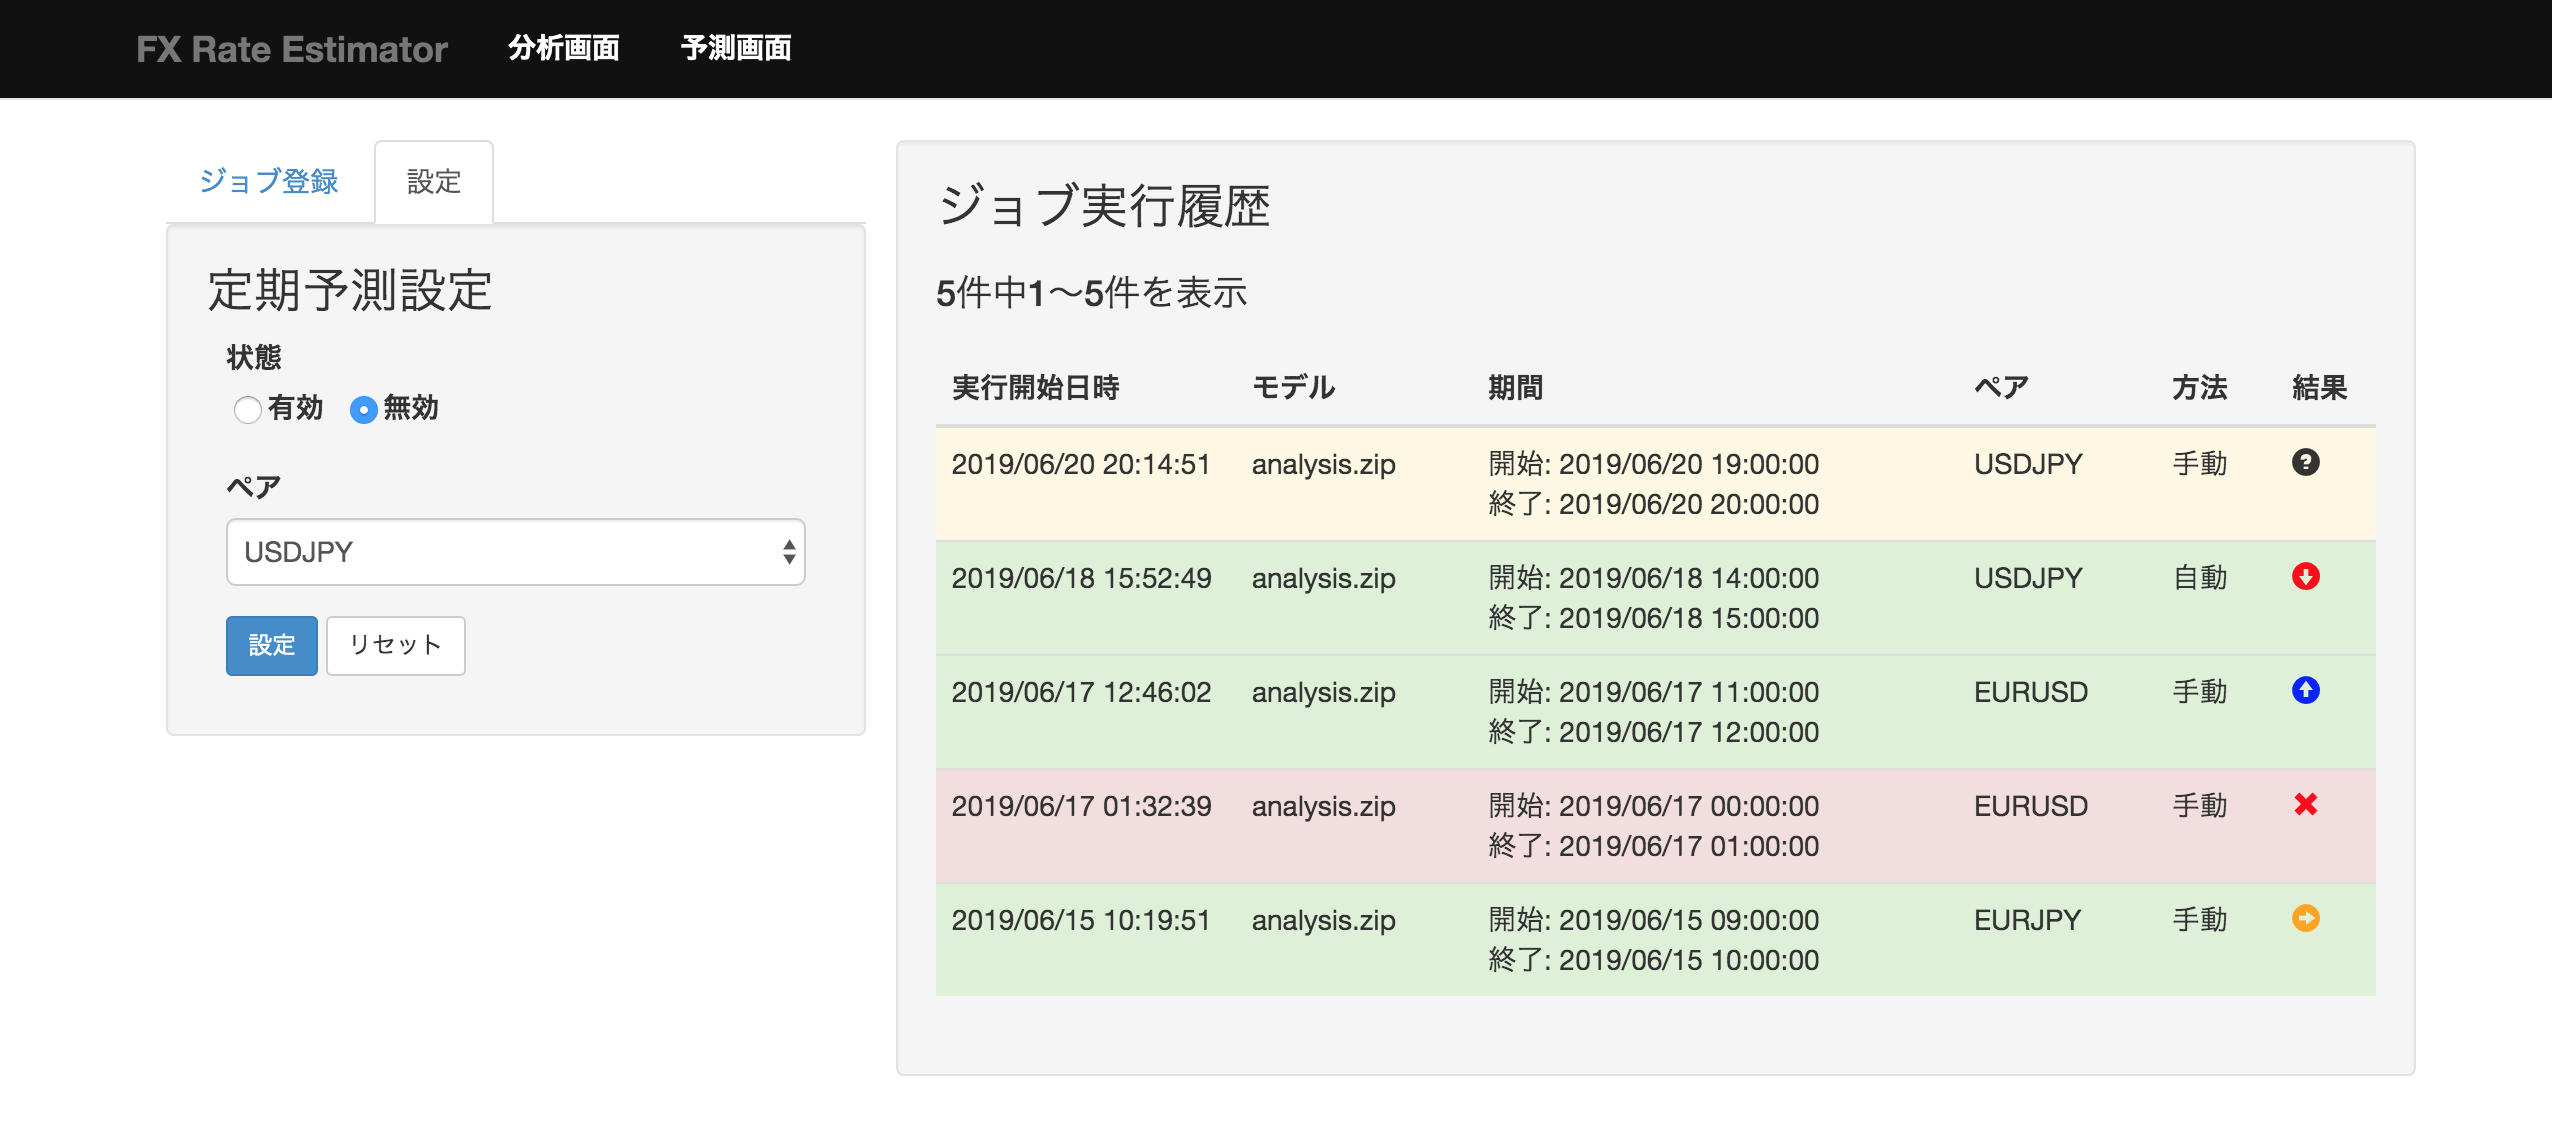 FX Rate Estimator 分析画面 予測画面
ジョブ登録 設定
定期予測設定
状態
有効 無効
ペア
USDJPY
設定 リセット
ジョブ実行履歴
5件中1〜5件を表示
実行開始日時 モデル 期間 ペア 方法 結果
2019/06/20 20:14:51 analysis.zip 開始: 2019/06/20 19:00:00 USDJPY 手動
終了: 2019/06/20 20:00:00
2019/06/18 15:52:49 analysis.zip 開始: 2019/06/18 14:00:00 USDJPY 自動
終了: 2019/06/18 15:00:00
2019/06/17 12:46:02 analysis.zip 開始: 2019/06/17 11:00:00 EURUSD 手動
終了: 2019/06/17 12:00:00
2019/06/17 01:32:39 analysis.zip 開始: 2019/06/17 00:00:00 EURUSD 手動
終了: 2019/06/17 01:00:00
2019/06/15 10:19:51 analysis.zip 開始: 2019/06/15 09:00:00 EURJPY 手動
終了: 2019/06/15 10:00:00